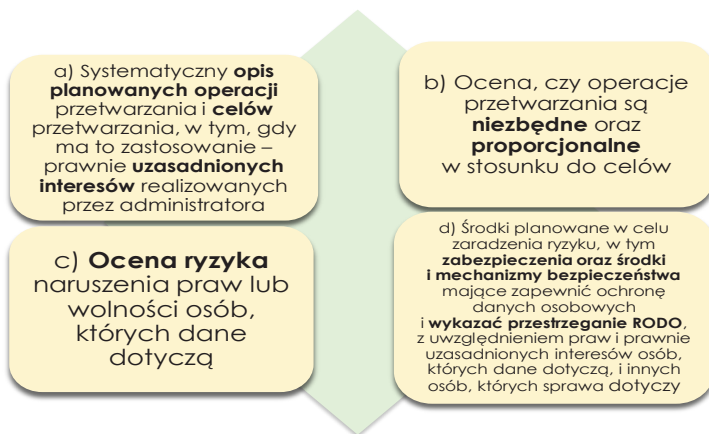 a) Systematyczny opis
planowanych operacji
przetwarzania i celów
przetwarzania, w tym, gdy
ma to zastosowanie –
prawnie uzasadnionych
interesów realizowanych
przez administratora
b) Ocena, czy operacje
przetwarzania są
niezbędne oraz
proporcjonalne
w stosunku do celów
c) Ocena ryzyka
naruszenia praw lub
wolności osób,
których dane
dotyczą
d) Środki planowane w celu
zaradzenia ryzyku, w tym
zabezpieczenia oraz środki
i mechanizmy bezpieczeństwa
mające zapewnić ochronę
danych osobowych
i wykazać przestrzeganie RODO,
z uwzględnieniem praw i prawnie
uzasadnionych interesów osób,
których dane dotyczą, i innych
osób, których sprawa dotyczy